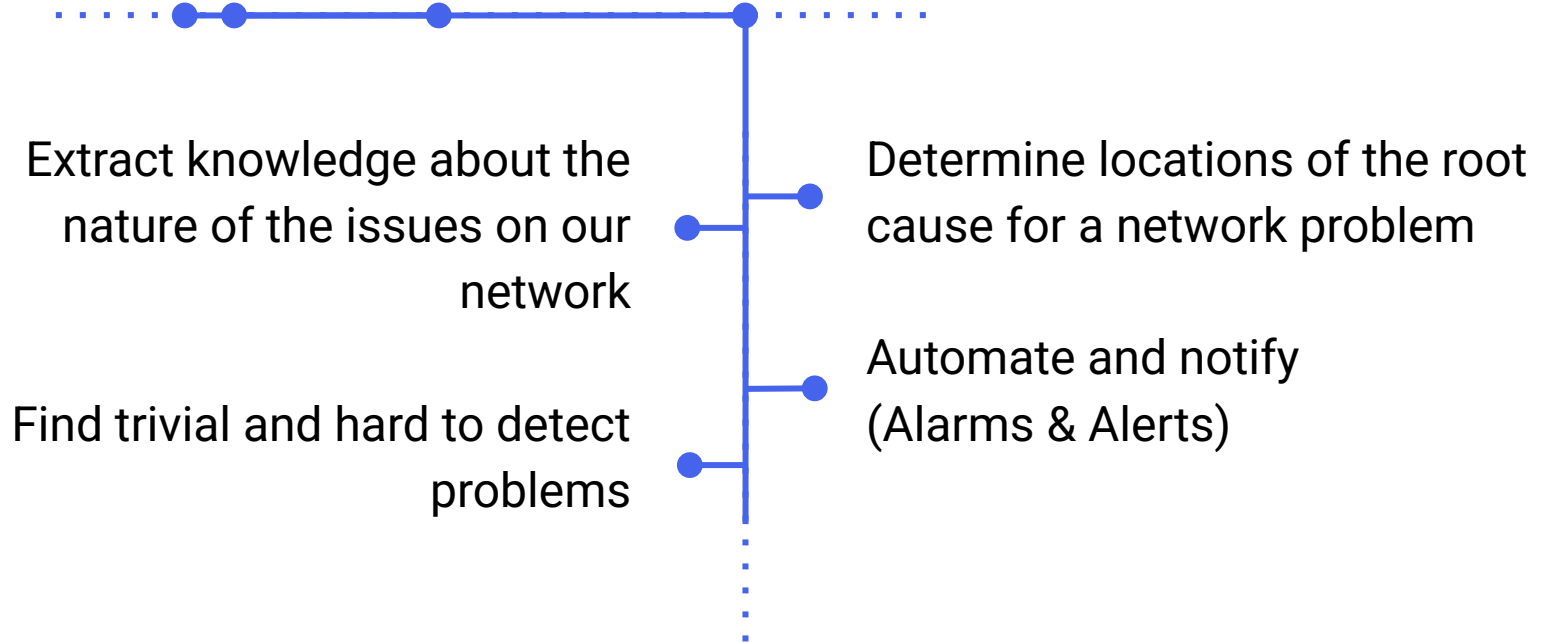 Extract knowledge about the
nature of the issues on our
network
Find trivial and hard to detect
problems
Determine locations of the root
cause for a network problem
Automate and notify
(Alarms & Alerts)